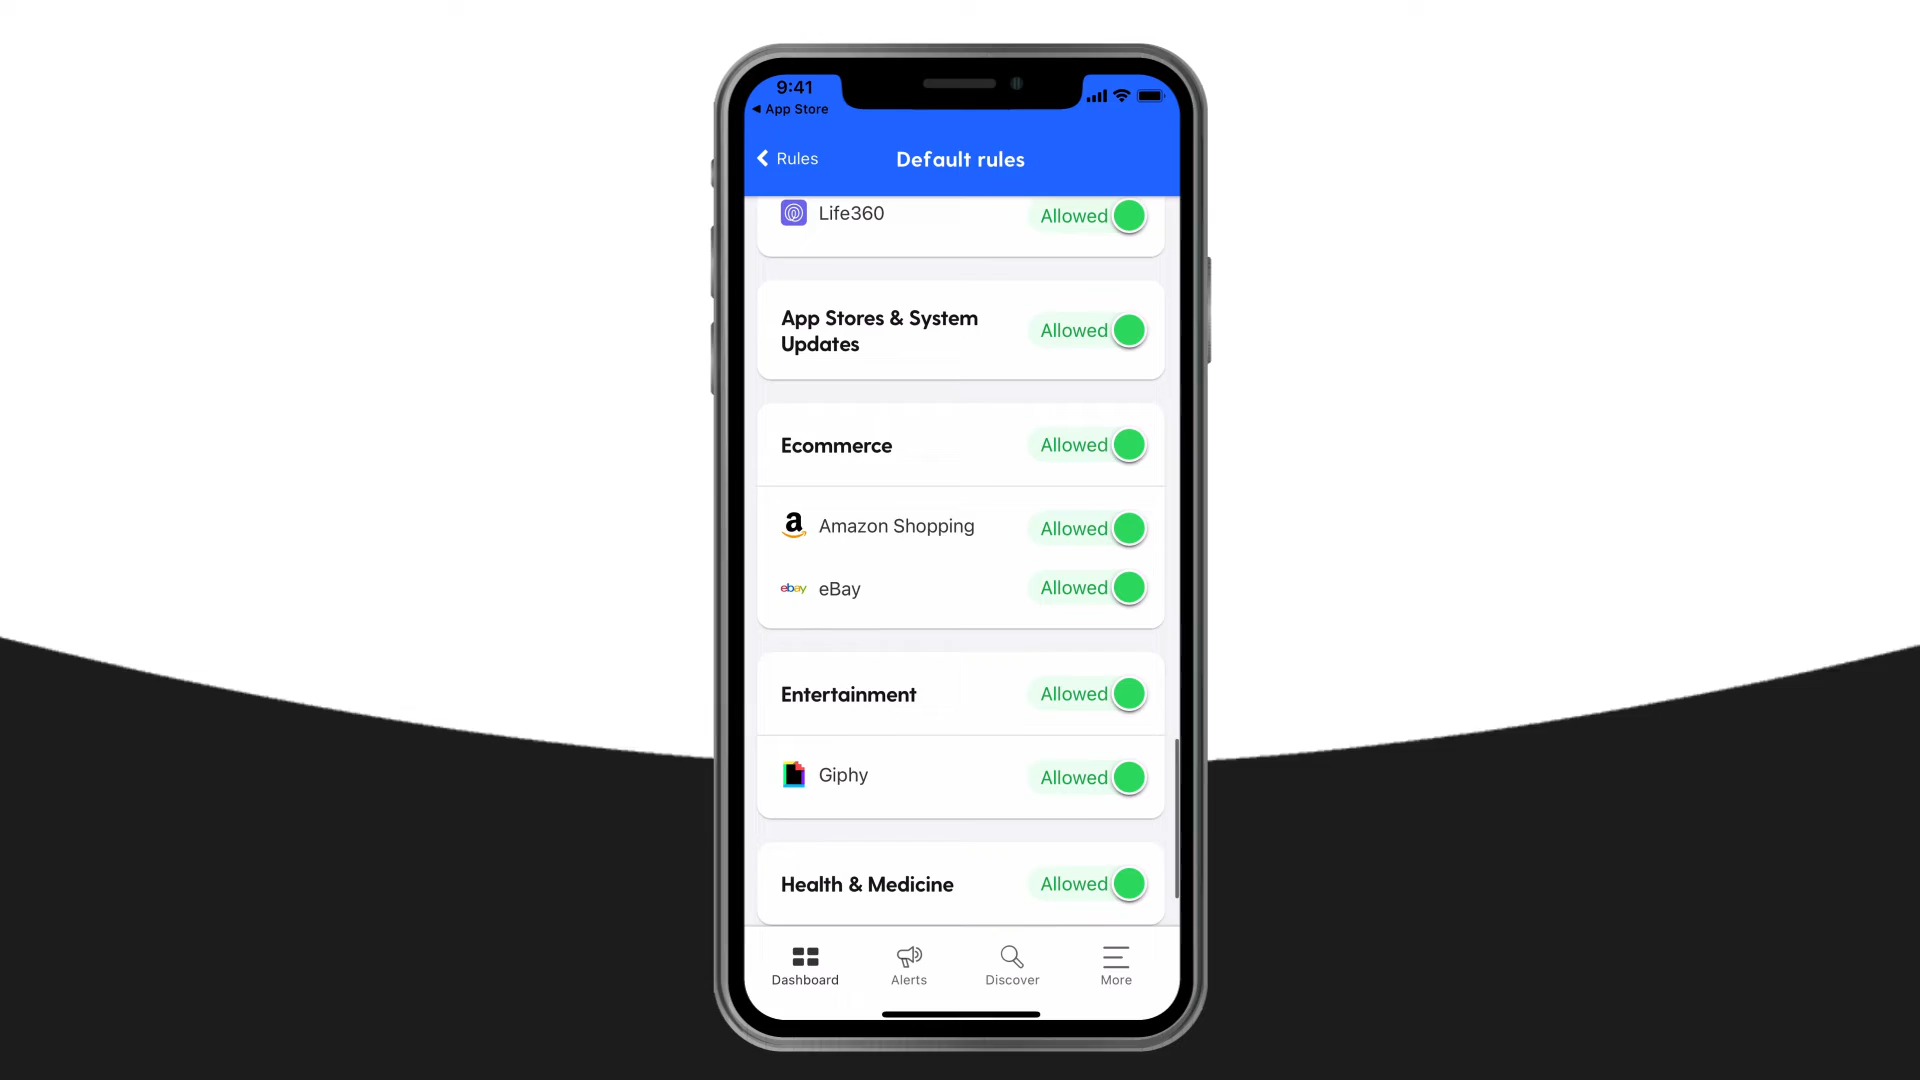 9:41
App Store
Rules
Default rules
Life360
Allowed
App Stores & System
Updates
Allowed
Ecommerce
Allowed
a
Amazon Shopping
Allowed
ebay
eBay
Allowed
Entertainment
Allowed
Giphy
Allowed
Health & Medicine
Allowed
Dashboard
Alerts
Discover
More